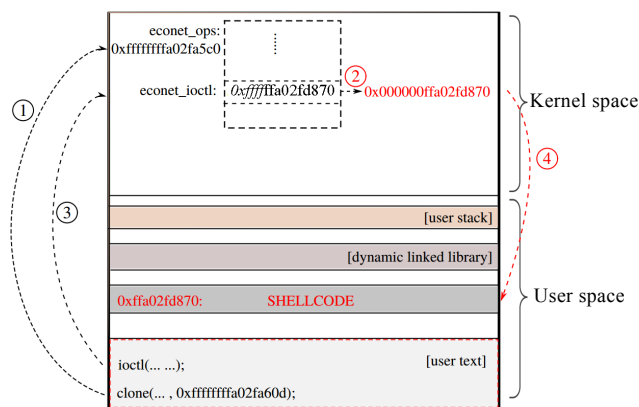 econet_ops:
0xffffffffa02fa5c0
econet_ioctl:
0xffffffffa02fd870
②
0x000000ffa02fd870
Kernel space
①
④
③
[user stack]
[dynamic linked library]
0xffa02fd870: SHELLCODE
User space
ioctl(... ...);
[user text]
clone(... , 0xffffffffa02fa60d);